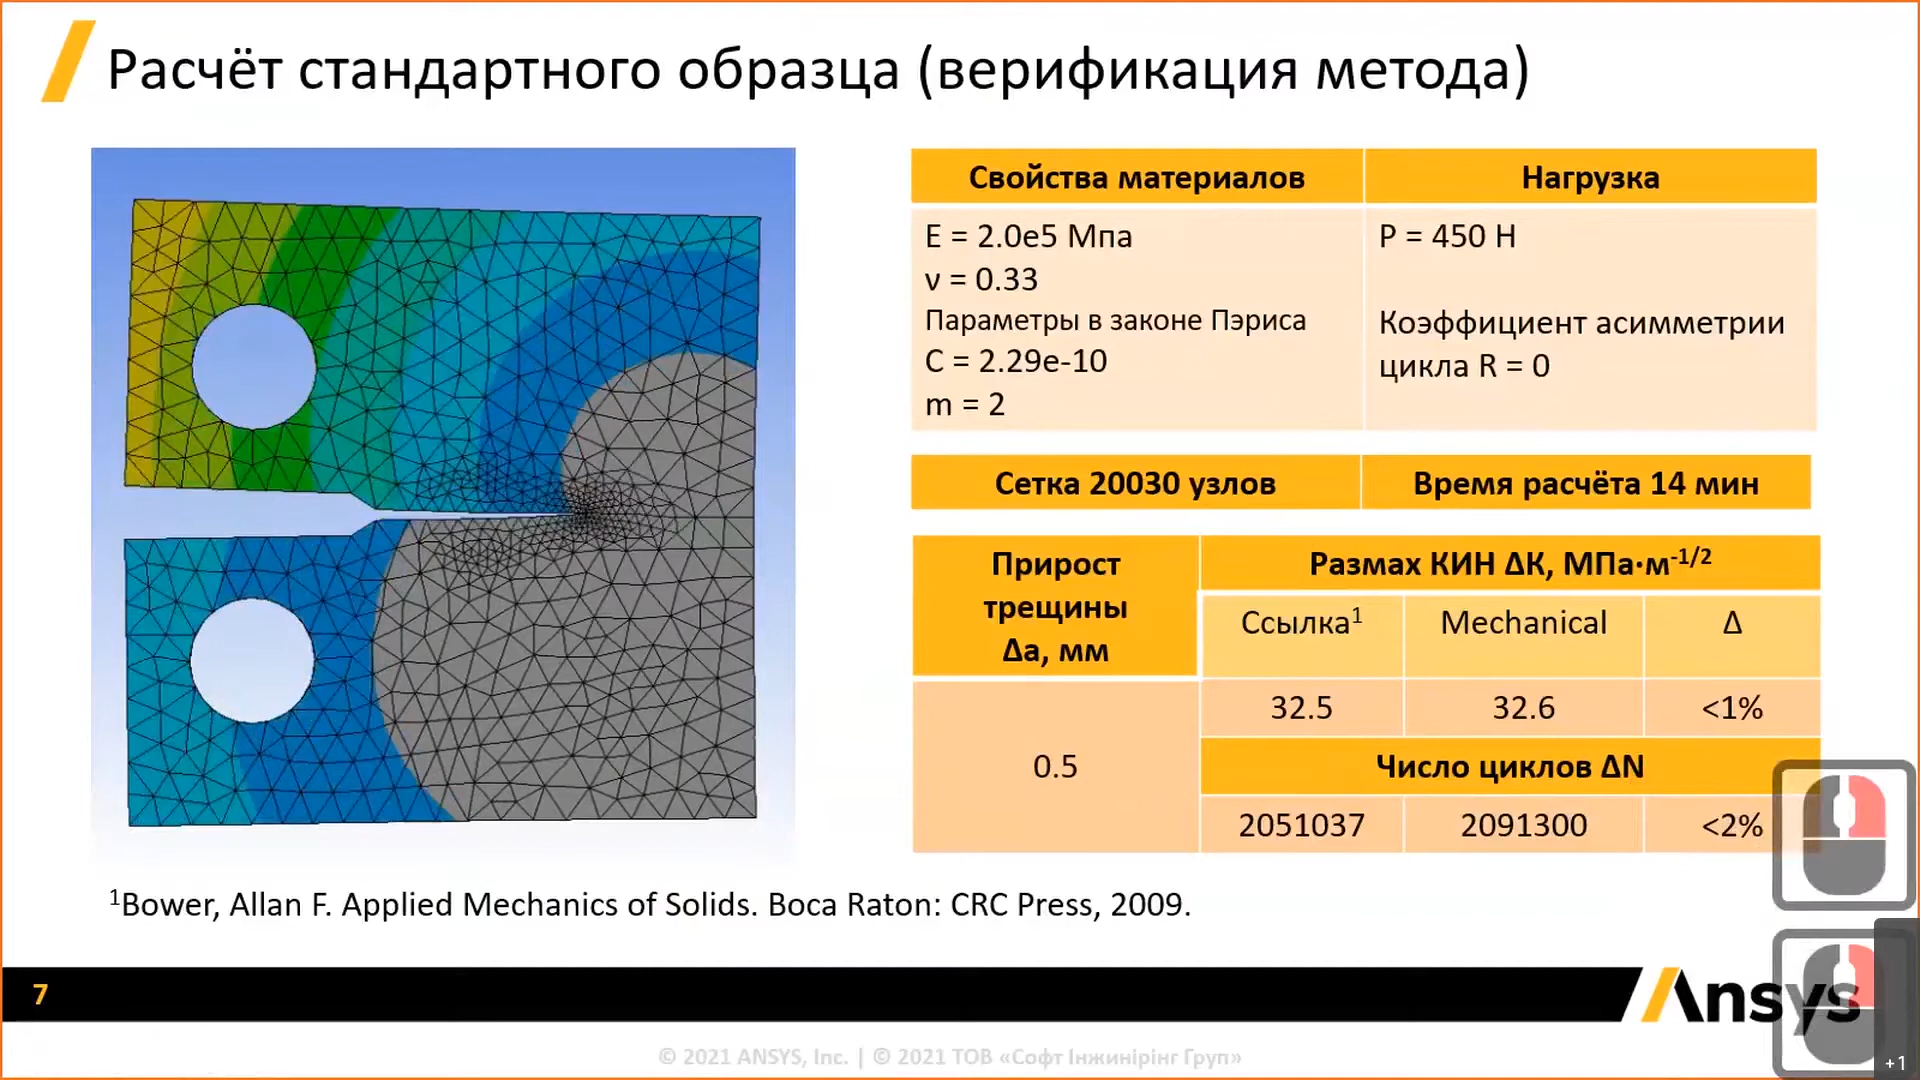 Расчёт стандартного образца (верификация метода)
Свойства материалов
Нагрузка
E = 2.0e5 Мпа
ν = 0.33
Параметры в законе Пэриса
C = 2.29e-10
m = 2
P = 450 Н
Коэффициент асимметрии
цикла R = 0
Сетка 20030 узлов
Время расчёта 14 мин
Прирост
трещины
Δa, мм
Размах КИН ΔK, МПа·м-1/2
Ссылка1
Mechanical
Δ
32.5
32.6
<1%
0.5
Число циклов ΔN
2051037
2091300
<2%
1Bower, Allan F. Applied Mechanics of Solids. Boca Raton: CRC Press, 2009.
7
Ansys
© 2021 ANSYS, Inc. | © 2021 ТОВ «Софт Інжинірінг Груп»
+1